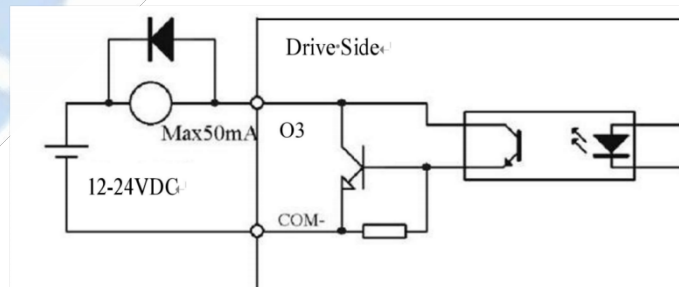 Drive Side
Max50mA
O3
12-24VDC
COM-